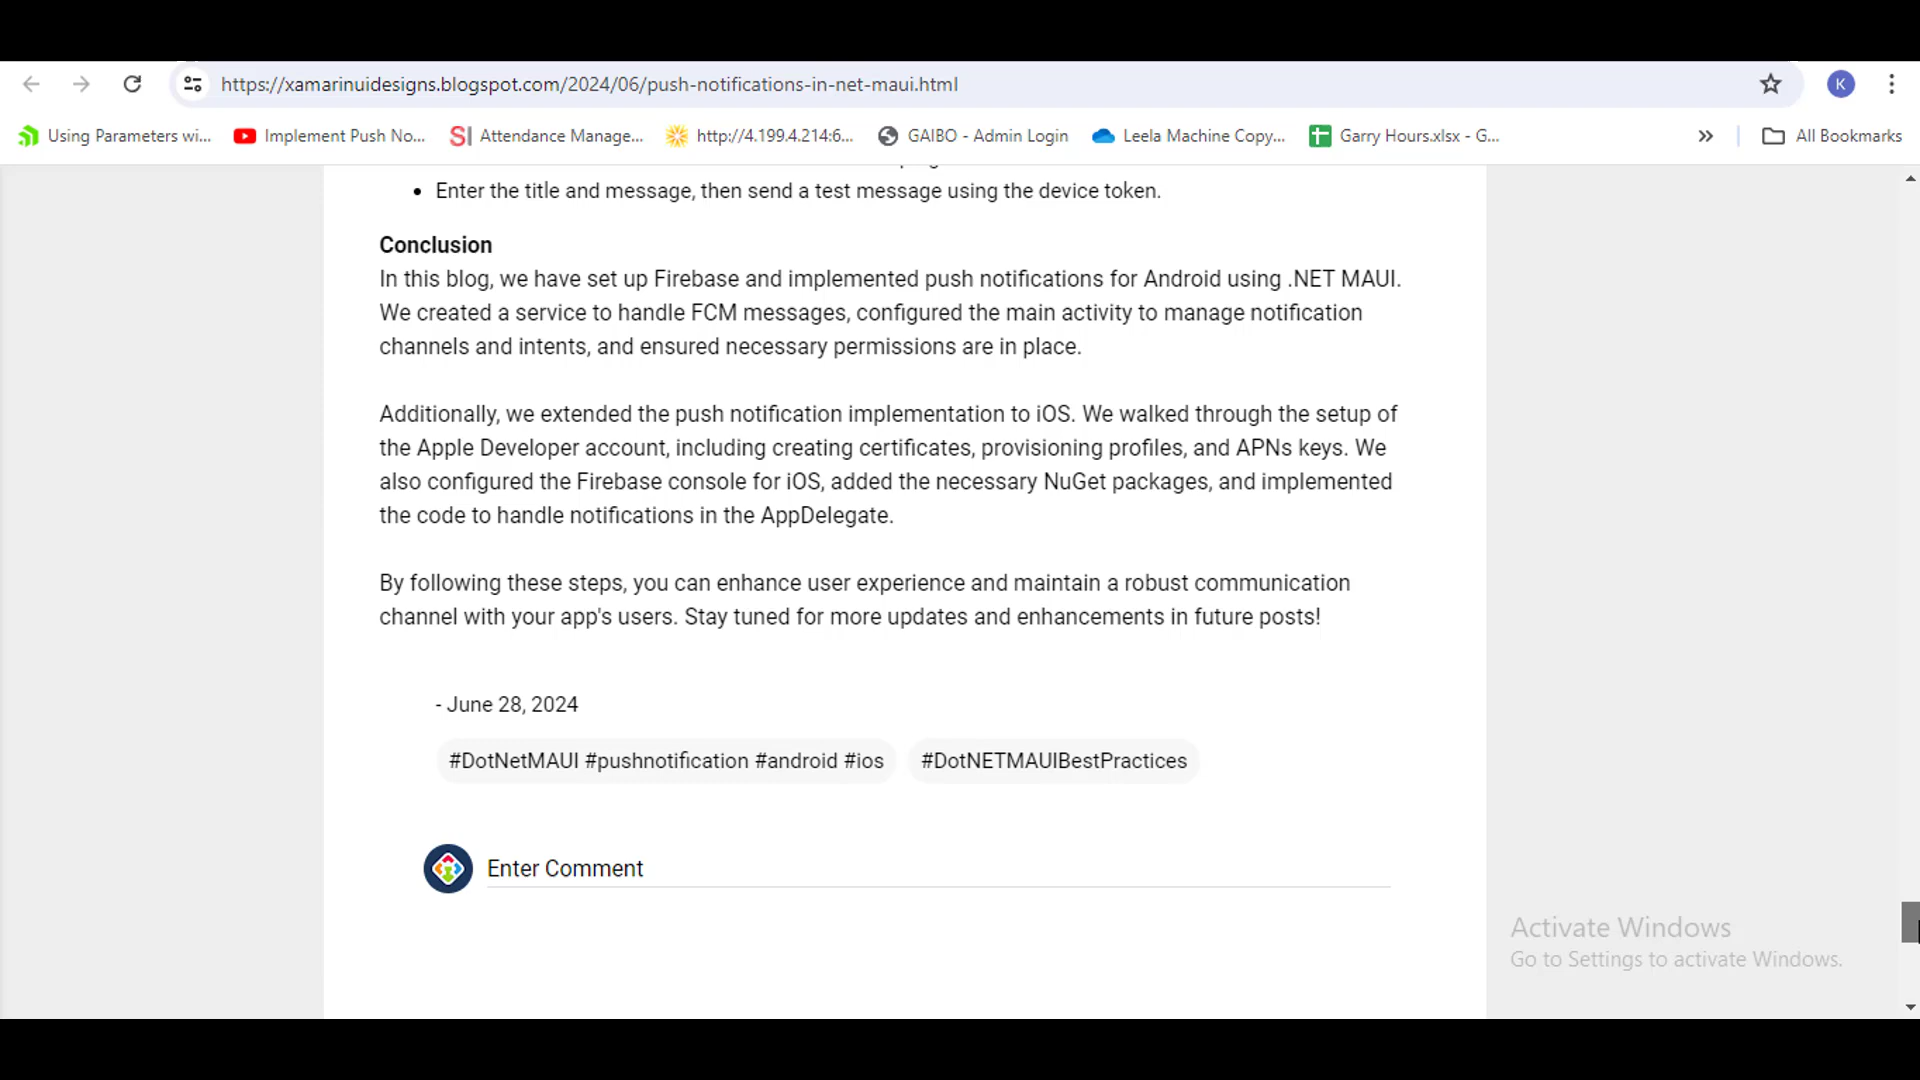 https://xamarinuidesigns.blogspot.com/2024/06/push-notifications-in-net-maui.html
K
Using Parameters wi...
Implement Push No...
Attendance Manage...
http://4.199.4.214:6...
GAIBO - Admin Login
Leela Machine Copy...
Garry Hours.xlsx - G...
»
All Bookmarks
• Enter the title and message, then send a test message using the device token.
Conclusion
In this blog, we have set up Firebase and implemented push notifications for Android using .NET MAUI.
We created a service to handle FCM messages, configured the main activity to manage notification
channels and intents, and ensured necessary permissions are in place.
Additionally, we extended the push notification implementation to iOS. We walked through the setup of
the Apple Developer account, including creating certificates, provisioning profiles, and APNs keys. We
also configured the Firebase console for iOS, added the necessary NuGet packages, and implemented
the code to handle notifications in the AppDelegate.
By following these steps, you can enhance user experience and maintain a robust communication
channel with your app's users. Stay tuned for more updates and enhancements in future posts!
- June 28, 2024
#DotNetMAUI #pushnotification #android #ios
#DotNETMAUIBestPractices
Enter Comment
Activate Windows
Go to Settings to activate Windows.